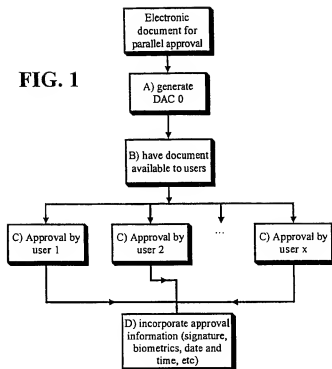 Electronic
document for
parallel approval
FIG. 1
A) generate
DAC 0
B) have document
available to users
...
C) Approval by
user 1
C) Approval by
user 2
C) Approval by
user x
D) incorporate approval
information (signature,
biometrics, date and
time, etc)